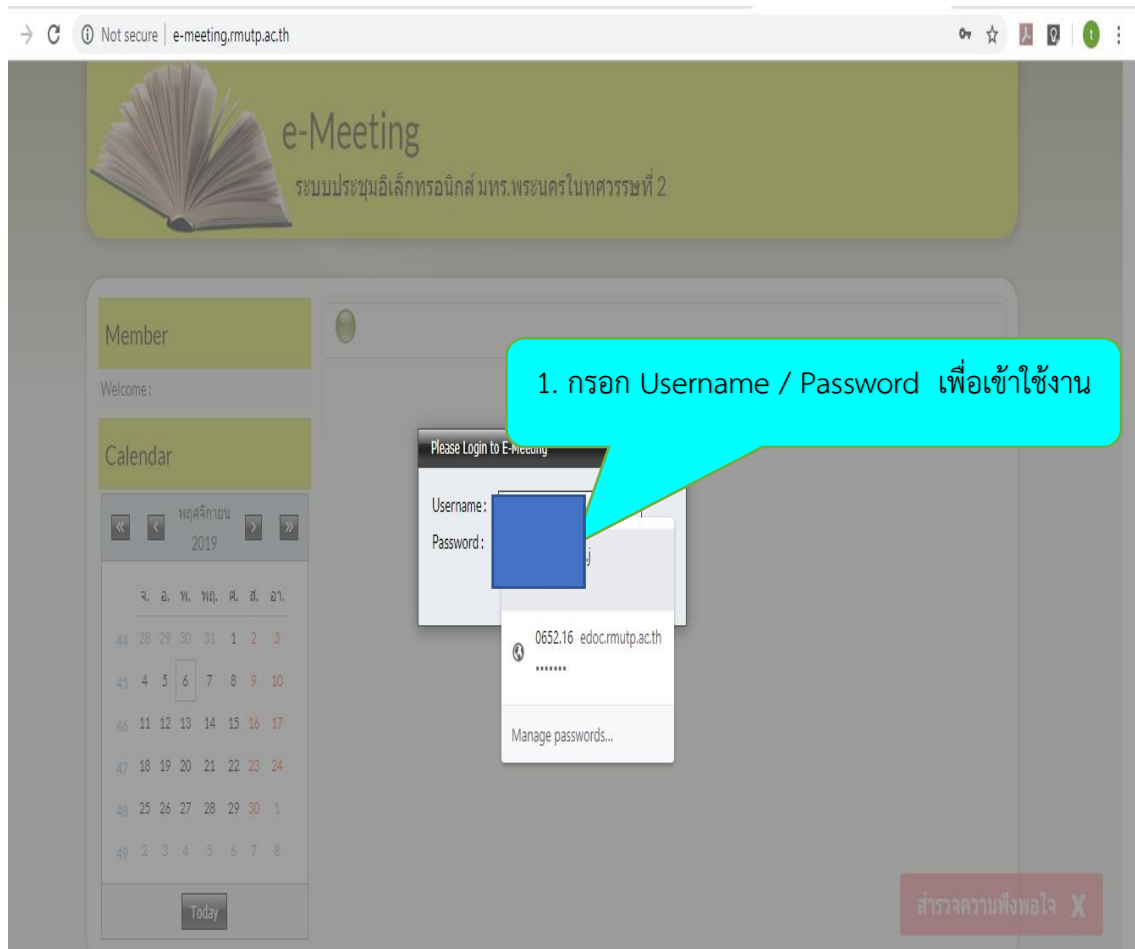 Not secure | e-meeting.rmutp.ac.th
e-Meeting
ระบบประชุมอิเล็กทรอนิกส์ มทร.พระนครในทศวรรษที่ 2
Member
Welcome :
1. กรอก Username / Password เพื่อเข้าใช้งาน
Calendar
Please Login to E-Meeting
« ‹ พฤศจิกายน 2019 › »
Username :
Password :
j
จ. อ. พ. พฤ. ศ. ส. อา.
44 28 29 30 31 1 2 3
45 4 5 6 7 8 9 10
46 11 12 13 14 15 16 17
47 18 19 20 21 22 23 24
48 25 26 27 28 29 30 1
49 2 3 4 5 6 7 8
Today
0652.16 edoc.rmutp.ac.th
•••••••
Manage passwords...
สำรวจความพึงพอใจ X